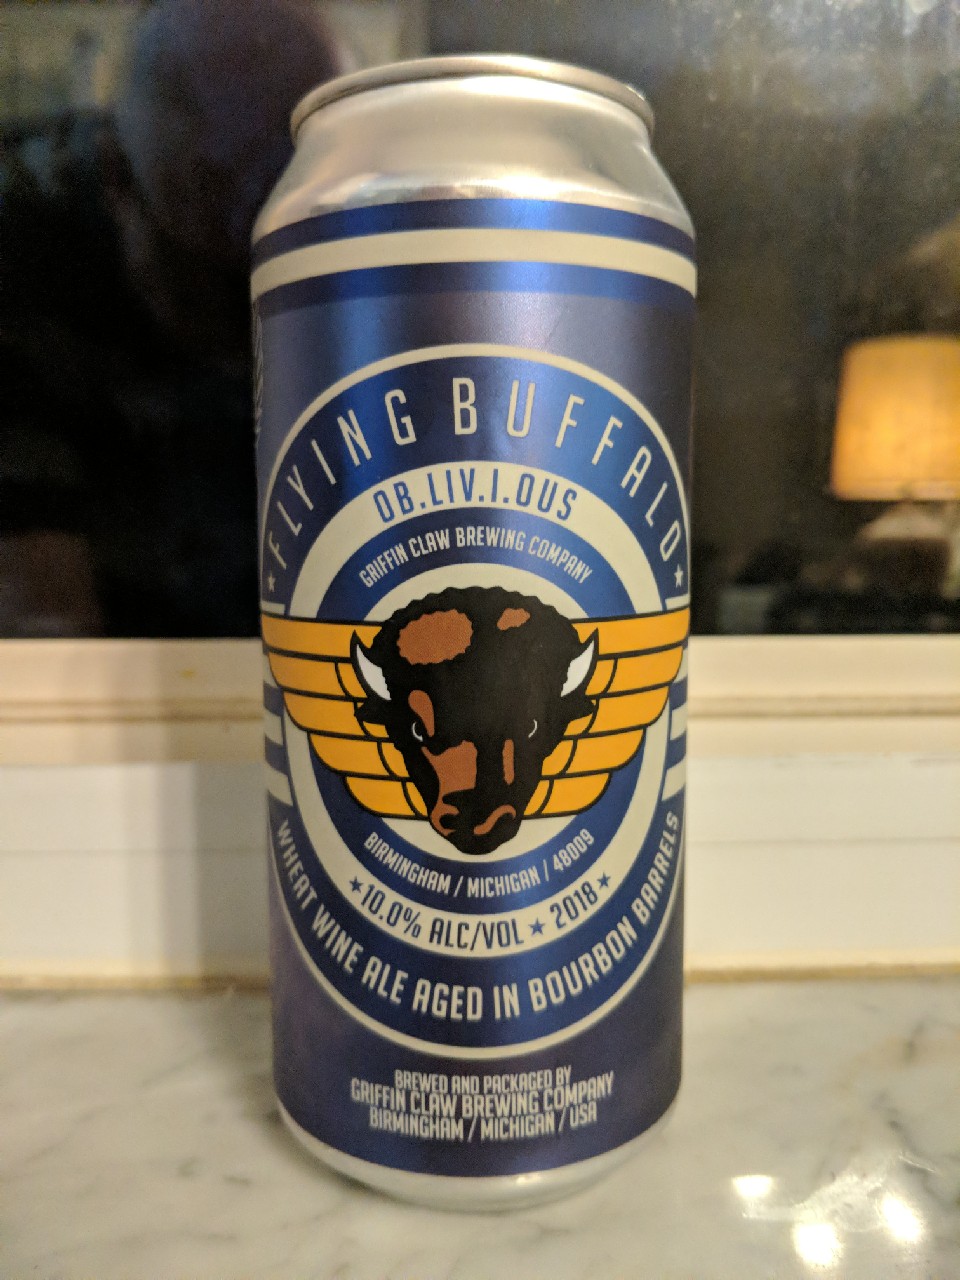 ★ FLYING BUFFALO ★
OB.LIV.I.OUS
GRIFFIN CLAW BREWING COMPANY
BIRMINGHAM / MICHIGAN / 48009
★ 10.0% ALC/VOL ★ 2018 ★
WHEAT WINE ALE AGED IN BOURBON BARRELS
BREWED AND PACKAGED BY
GRIFFIN CLAW BREWING COMPANY
BIRMINGHAM / MICHIGAN / USA